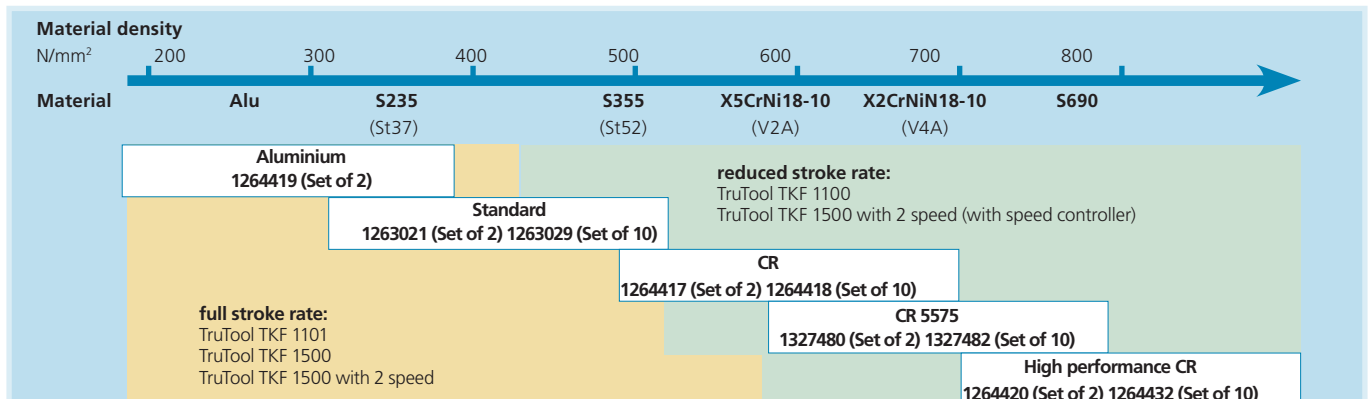 Material density
N/mm² 200 300 400 500 600 700 800
Material Alu S235 S355 X5CrNi18-10 X2CrNiN18-10 S690
(St37) (St52) (V2A) (V4A)
Aluminium
1264419 (Set of 2)
reduced stroke rate:
TruTool TKF 1100
TruTool TKF 1500 with 2 speed (with speed controller)
Standard
1263021 (Set of 2) 1263029 (Set of 10)
CR
1264417 (Set of 2) 1264418 (Set of 10)
full stroke rate:
TruTool TKF 1101
TruTool TKF 1500
TruTool TKF 1500 with 2 speed
CR 5575
1327480 (Set of 2) 1327482 (Set of 10)
High performance CR
1264420 (Set of 2) 1264432 (Set of 10)